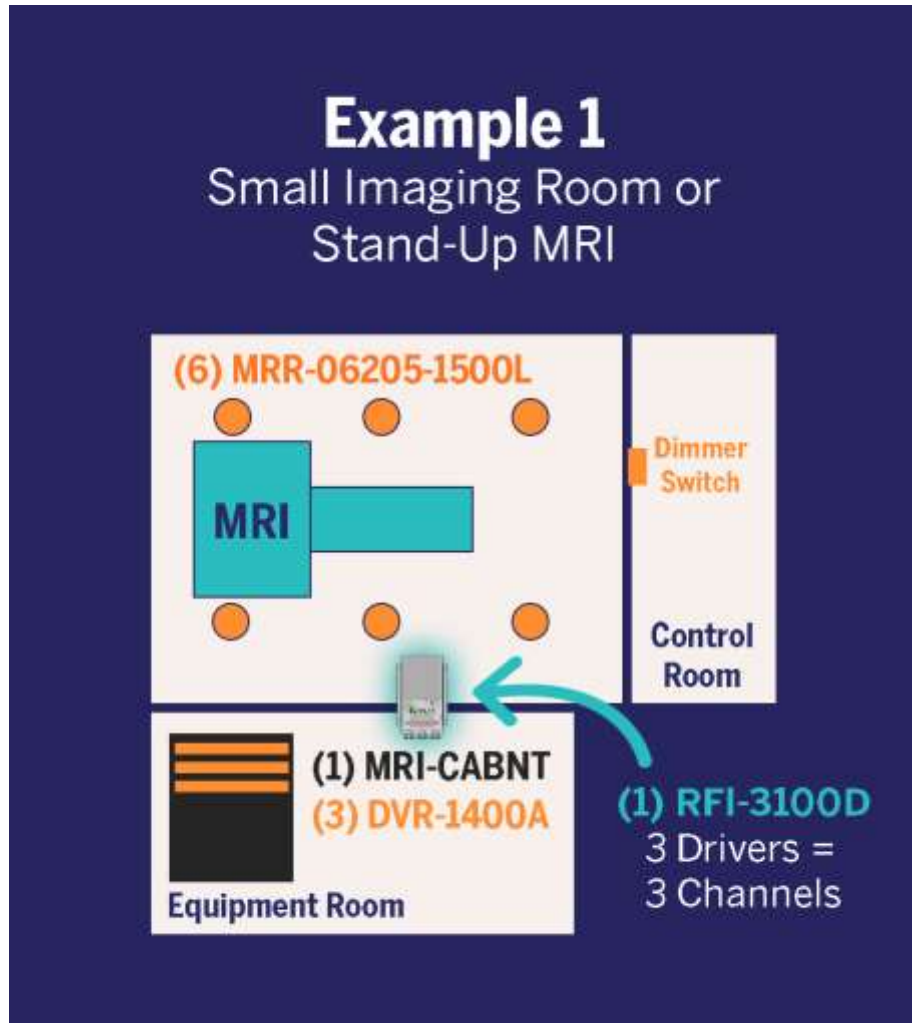 Example 1
Small Imaging Room or
Stand-Up MRI
(6) MRR-06205-1500L
MRI
Dimmer
Switch
Control
Room
(1) MRI-CABNT
(3) DVR-1400A
Equipment Room
(1) RFI-3100D
3 Drivers =
3 Channels